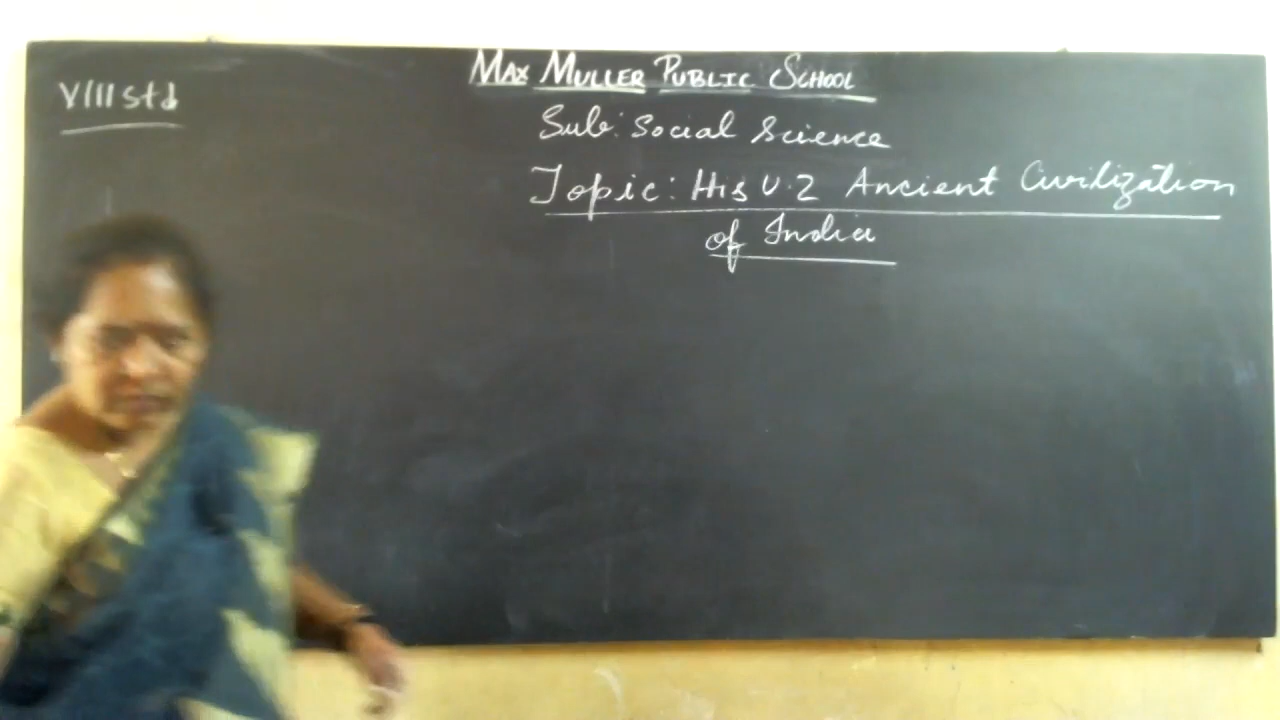 MAX MULLER PUBLIC SCHOOL
VIII Std
Sub: Social Science
Topic: His U.2 Ancient Civilization
of India